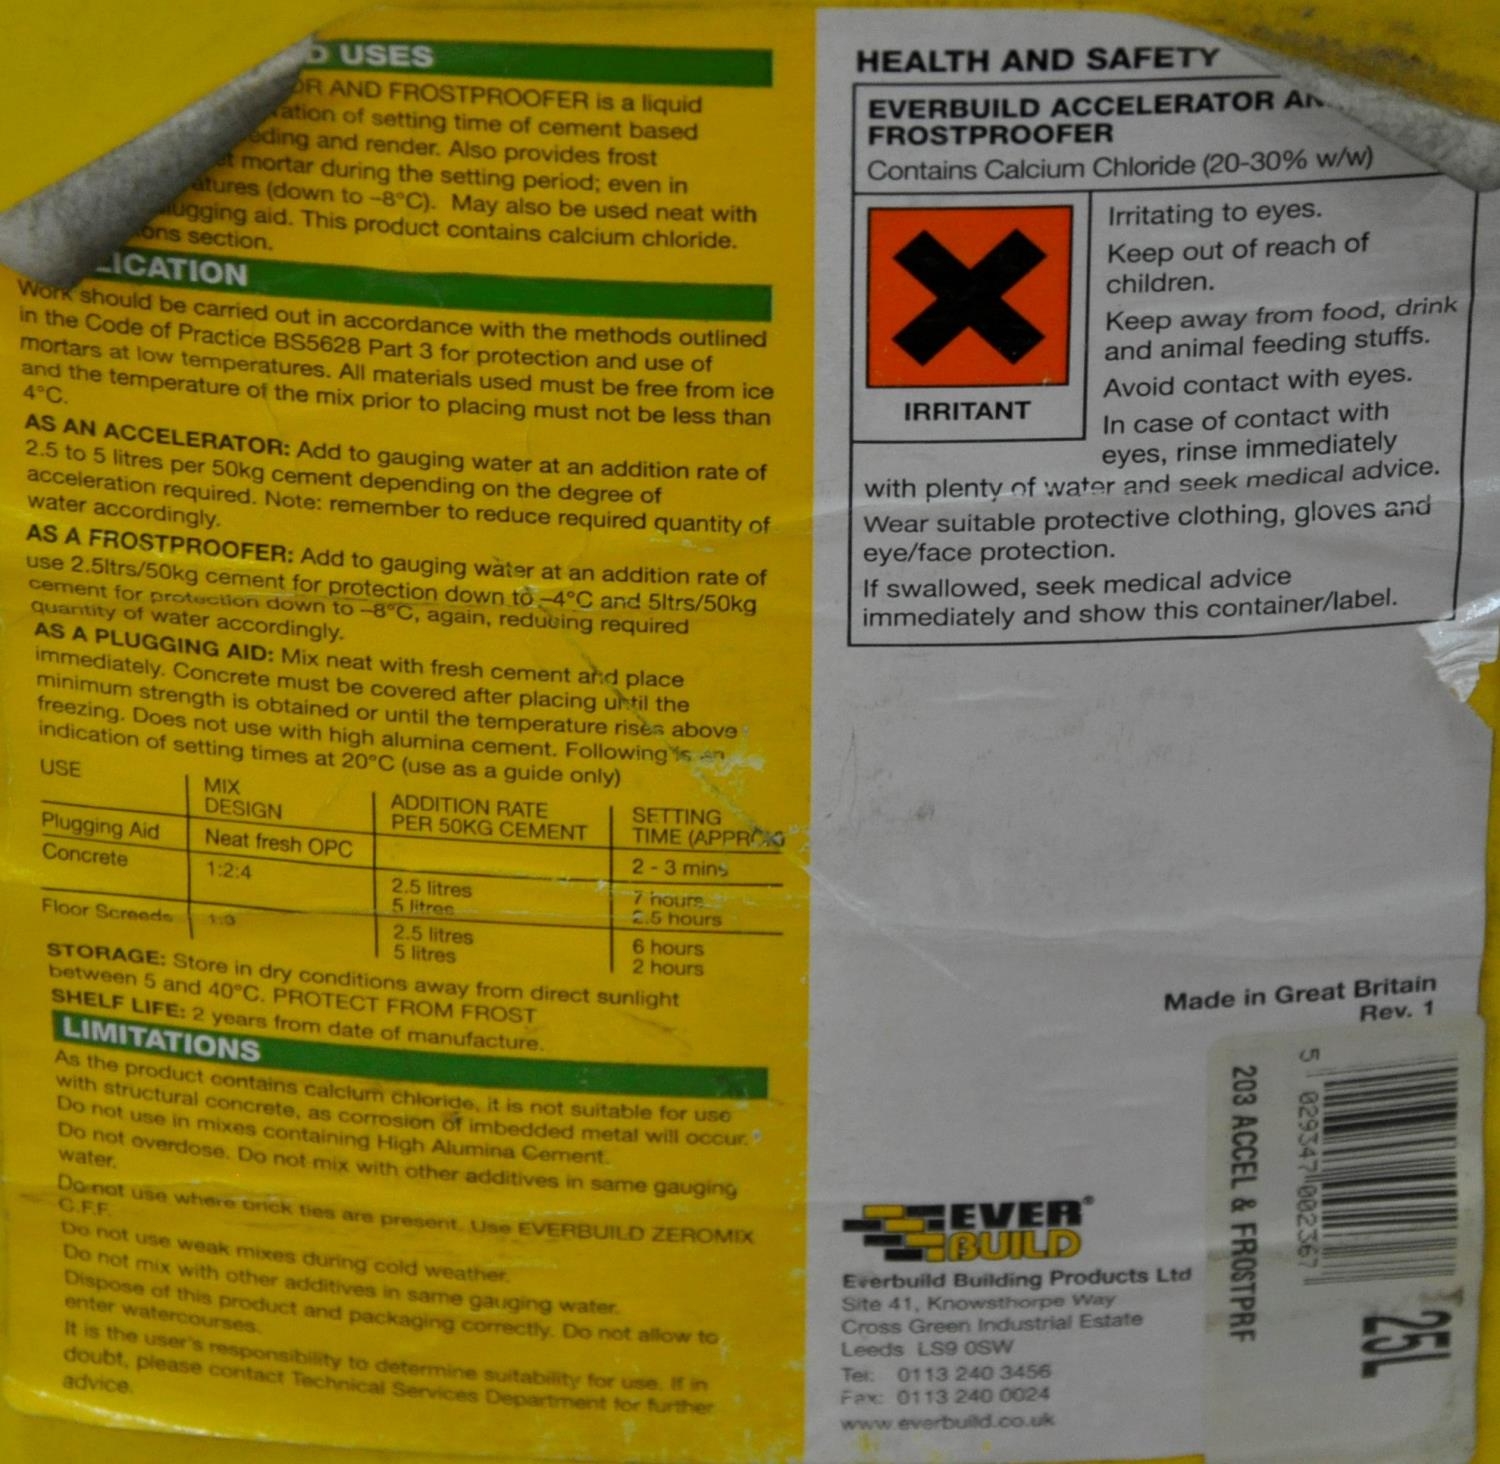 D USES
OR AND FROSTPROOFER is a liquid
ration of setting time of cement based
eding and render. Also provides frost
et mortar during the setting period; even in
atures (down to –8°C). May also be used neat with
lugging aid. This product contains calcium chloride.
ons section.
LICATION
Work should be carried out in accordance with the methods outlined
in the Code of Practice BS5628 Part 3 for protection and use of
mortars at low temperatures. All materials used must be free from ice
and the temperature of the mix prior to placing must not be less than
4°C.
AS AN ACCELERATOR: Add to gauging water at an addition rate of
2.5 to 5 litres per 50kg cement depending on the degree of
acceleration required. Note: remember to reduce required quantity of
water accordingly.
AS A FROSTPROOFER: Add to gauging water at an addition rate of
use 2.5ltrs/50kg cement for protection down to –4°C and 5ltrs/50kg
cement for protection down to –8°C, again, reducing required
quantity of water accordingly.
AS A PLUGGING AID: Mix neat with fresh cement and place
immediately. Concrete must be covered after placing until the
minimum strength is obtained or until the temperature rises above
freezing. Does not use with high alumina cement. Following is an
indication of setting times at 20°C (use as a guide only)
USE MIX DESIGN ADDITION RATE PER 50KG CEMENT SETTING TIME (APPROX
Plugging Aid Neat fresh OPC 2 - 3 mins
Concrete 1:2:4 2.5 litres 7 hours
5 litres 2.5 hours
Floor Screeds 1:3 2.5 litres 6 hours
5 litres 2 hours
STORAGE: Store in dry conditions away from direct sunlight
between 5 and 40°C. PROTECT FROM FROST
SHELF LIFE: 2 years from date of manufacture.
LIMITATIONS
As the product contains calcium chloride, it is not suitable for use
with structural concrete, as corrosion of imbedded metal will occur.
Do not use in mixes containing High Alumina Cement.
Do not overdose. Do not mix with other additives in same gauging
water.
Do not use where brick ties are present. Use EVERBUILD ZEROMIX
C.F.F.
Do not use weak mixes during cold weather.
Do not mix with other additives in same gauging water.
Dispose of this product and packaging correctly. Do not allow to
enter watercourses.
It is the user's responsibility to determine suitability for use. If in
doubt, please contact Technical Services Department for further
advice.
HEALTH AND SAFETY
EVERBUILD ACCELERATOR AN
FROSTPROOFER
Contains Calcium Chloride (20-30% w/w)
IRRITANT
Irritating to eyes.
Keep out of reach of
children.
Keep away from food, drink
and animal feeding stuffs.
Avoid contact with eyes.
In case of contact with
eyes, rinse immediately
with plenty of water and seek medical advice.
Wear suitable protective clothing, gloves and
eye/face protection.
If swallowed, seek medical advice
immediately and show this container/label.
Made in Great Britain
Rev. 1
EVER
BUILD®
Everbuild Building Products Ltd
Site 41, Knowsthorpe Way
Cross Green Industrial Estate
Leeds LS9 0SW
Tel: 0113 240 3456
Fax: 0113 240 0024
www.everbuild.co.uk
203 ACCEL & FROSTPRF
5 029347 002367
25L